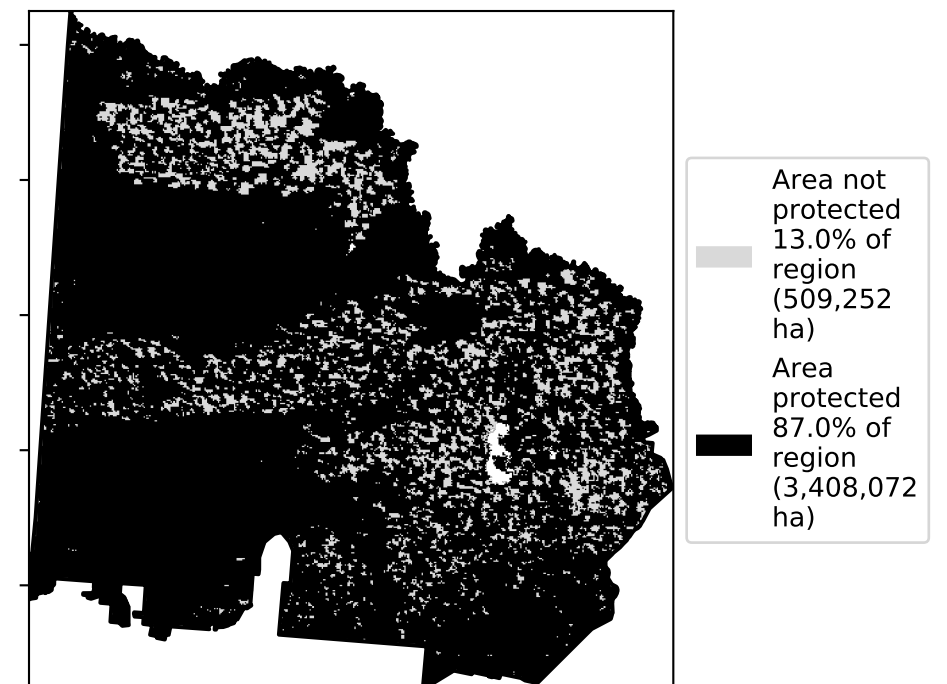 Area not
protected
13.0% of
region
(509,252
ha)
Area
protected
87.0% of
region
(3,408,072
ha)